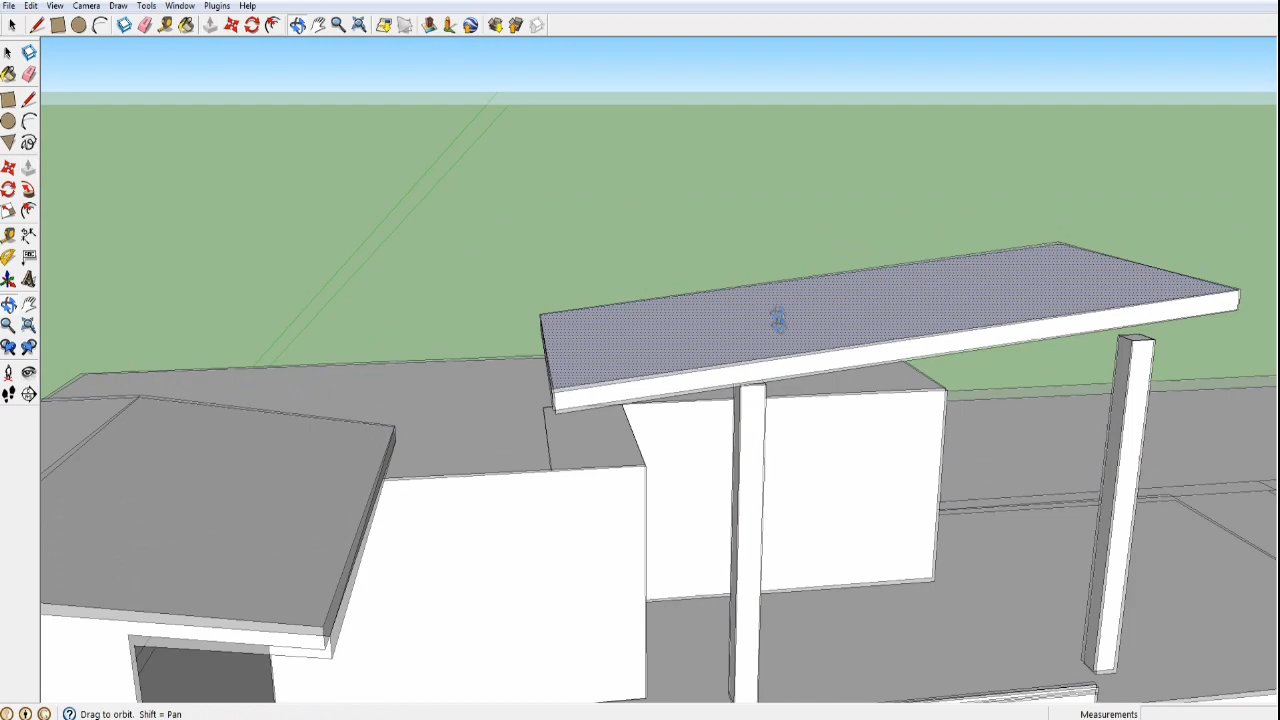 File Edit View Camera Draw Tools Window Plugins Help
Drag to orbit. Shift = Pan
Measurements